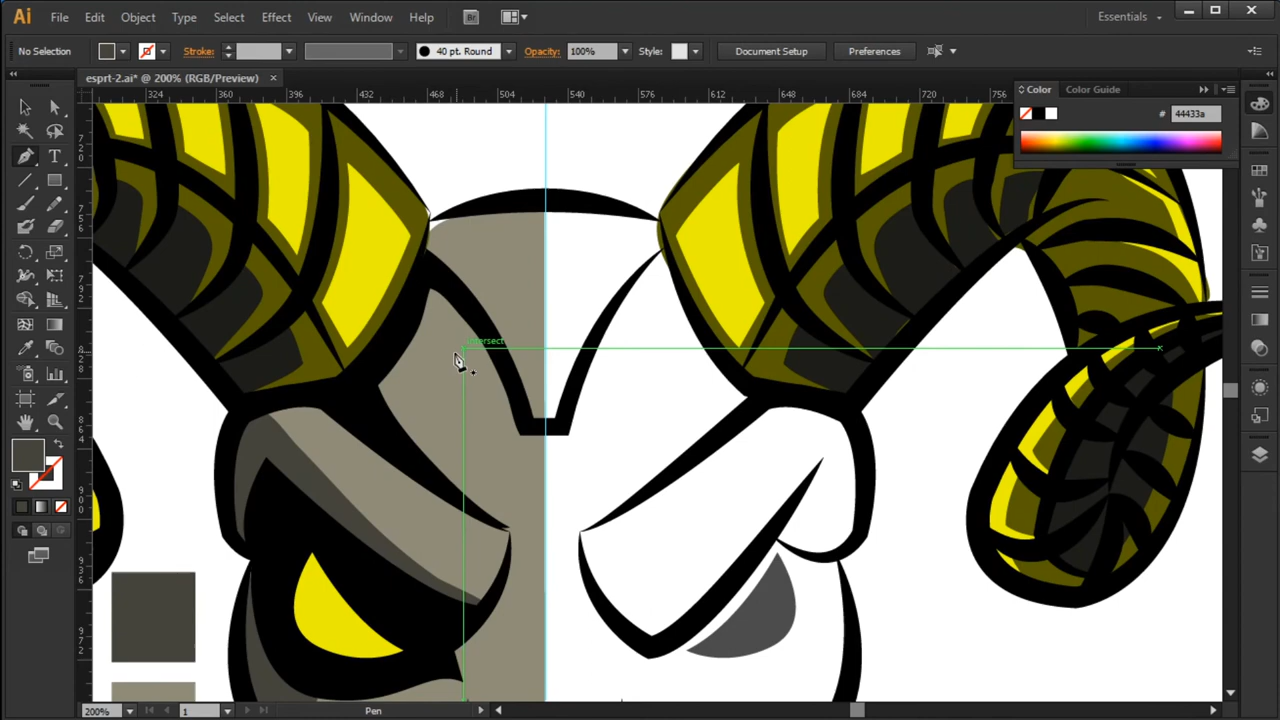 Ai File Edit Object Type Select Effect View Window Help Br Essentials
No Selection Stroke: 40 pt. Round Opacity: 100% Style: Document Setup Preferences
esprt-2.ai* @ 200% (RGB/Preview) ×
324 360 396 432 468 504 540 576 612 648 684 720 756
Color Color Guide
# 44433a
intersect
200% 1 Pen